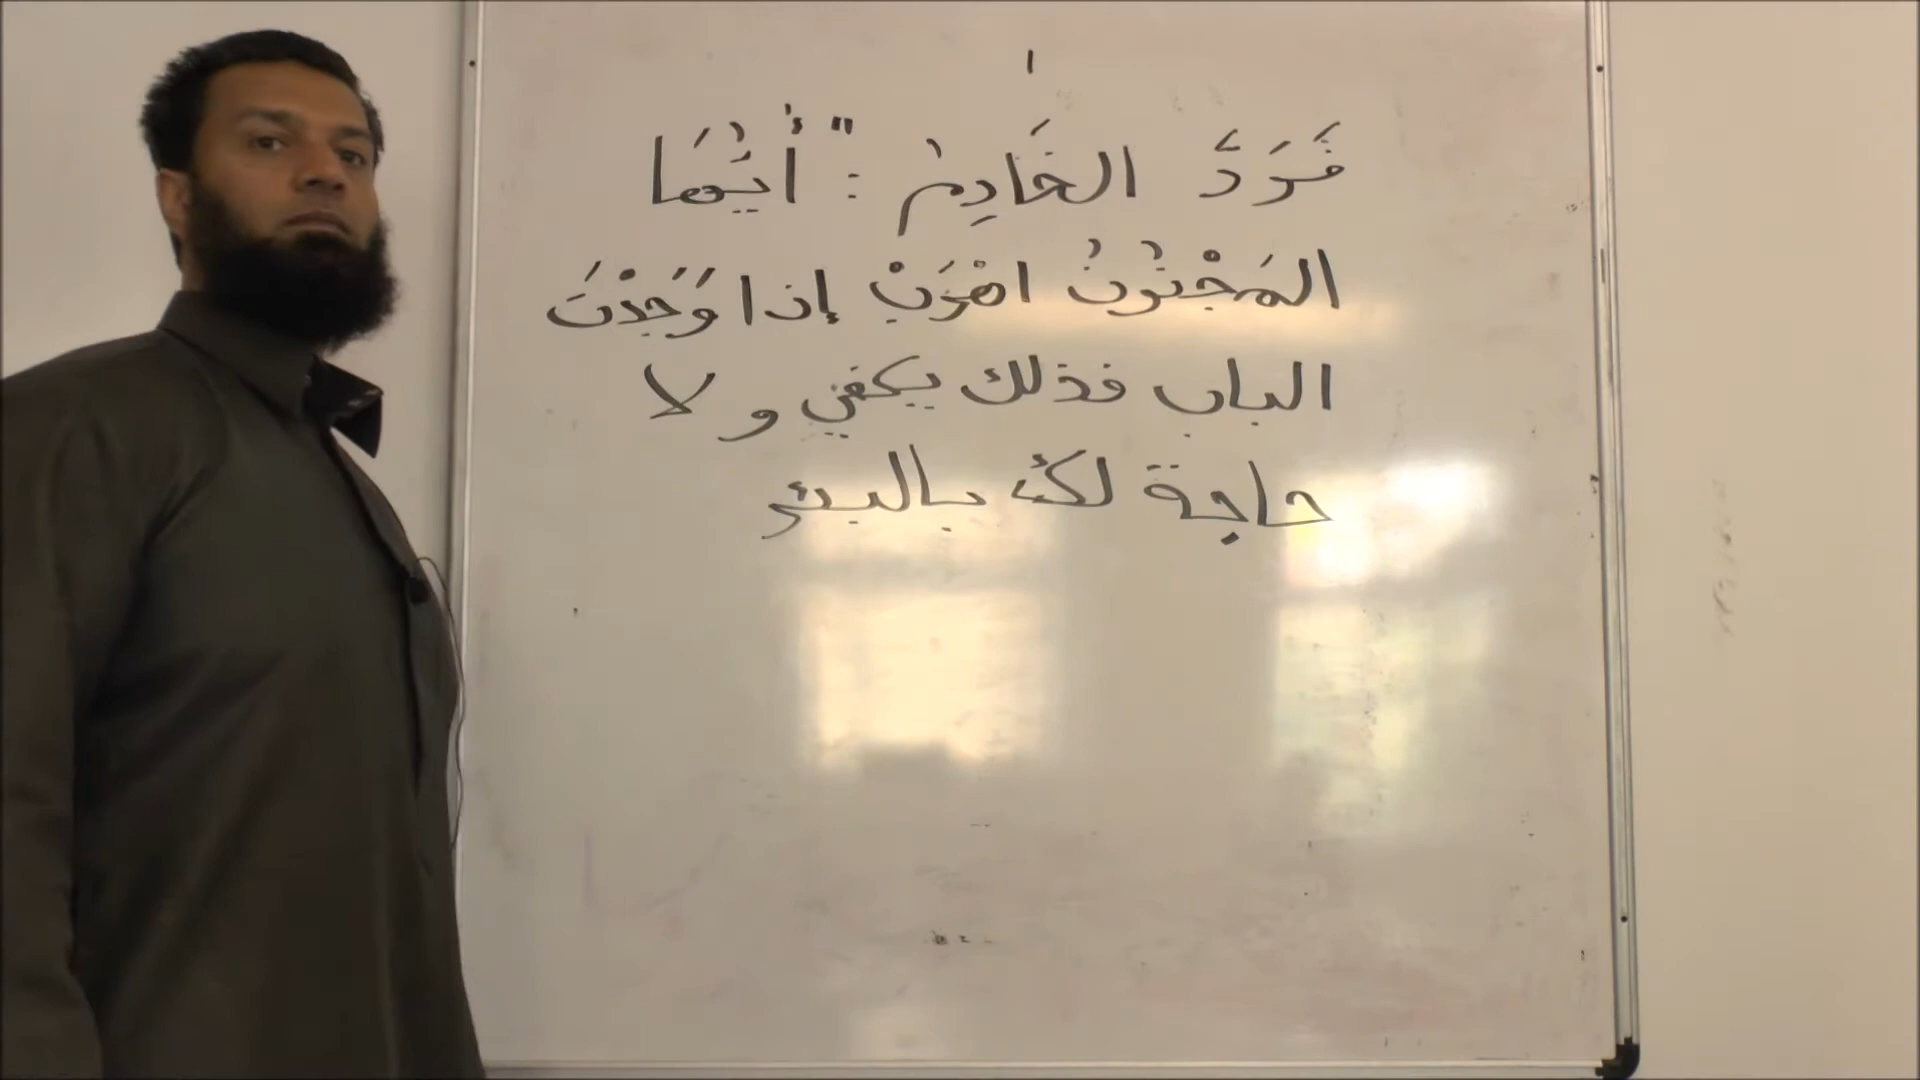 فَرَدَّ الخَادِمُ : "أَيُّهَا
المَجْنُونُ اهْرَبْ إذا وَجَدْتَ
الباب فذلك يكفي و لا
حاجة لك بالبئر